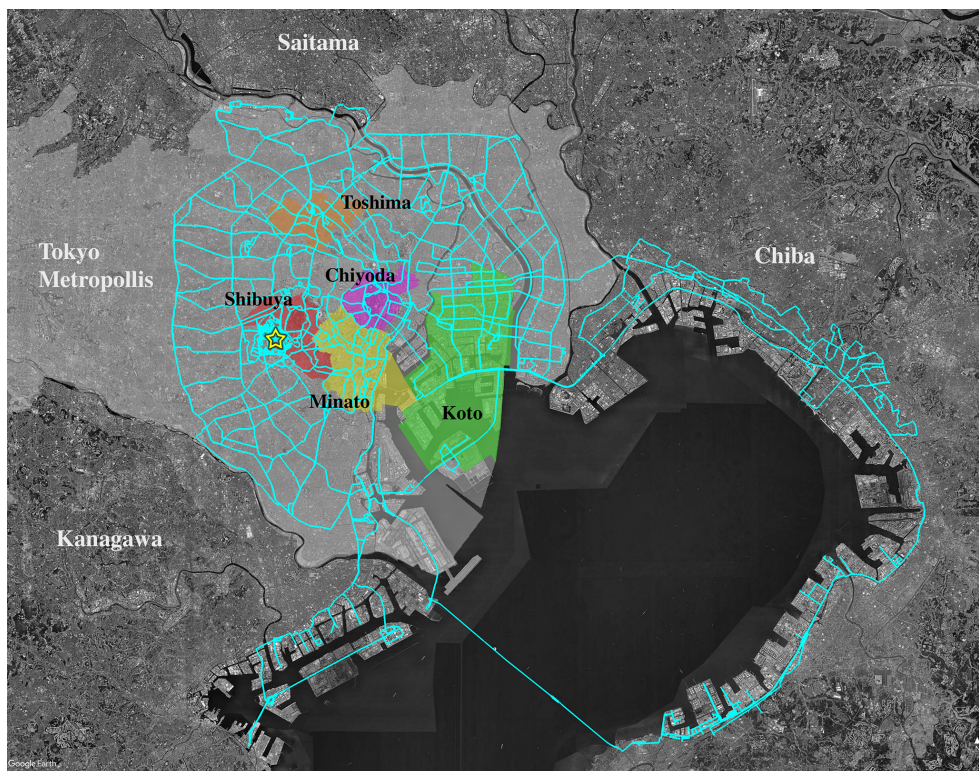 Saitama
Toshima
Tokyo
Metropollis
Chiba
Chiyoda
Shibuya
Minato
Koto
Kanagawa
Google Earth